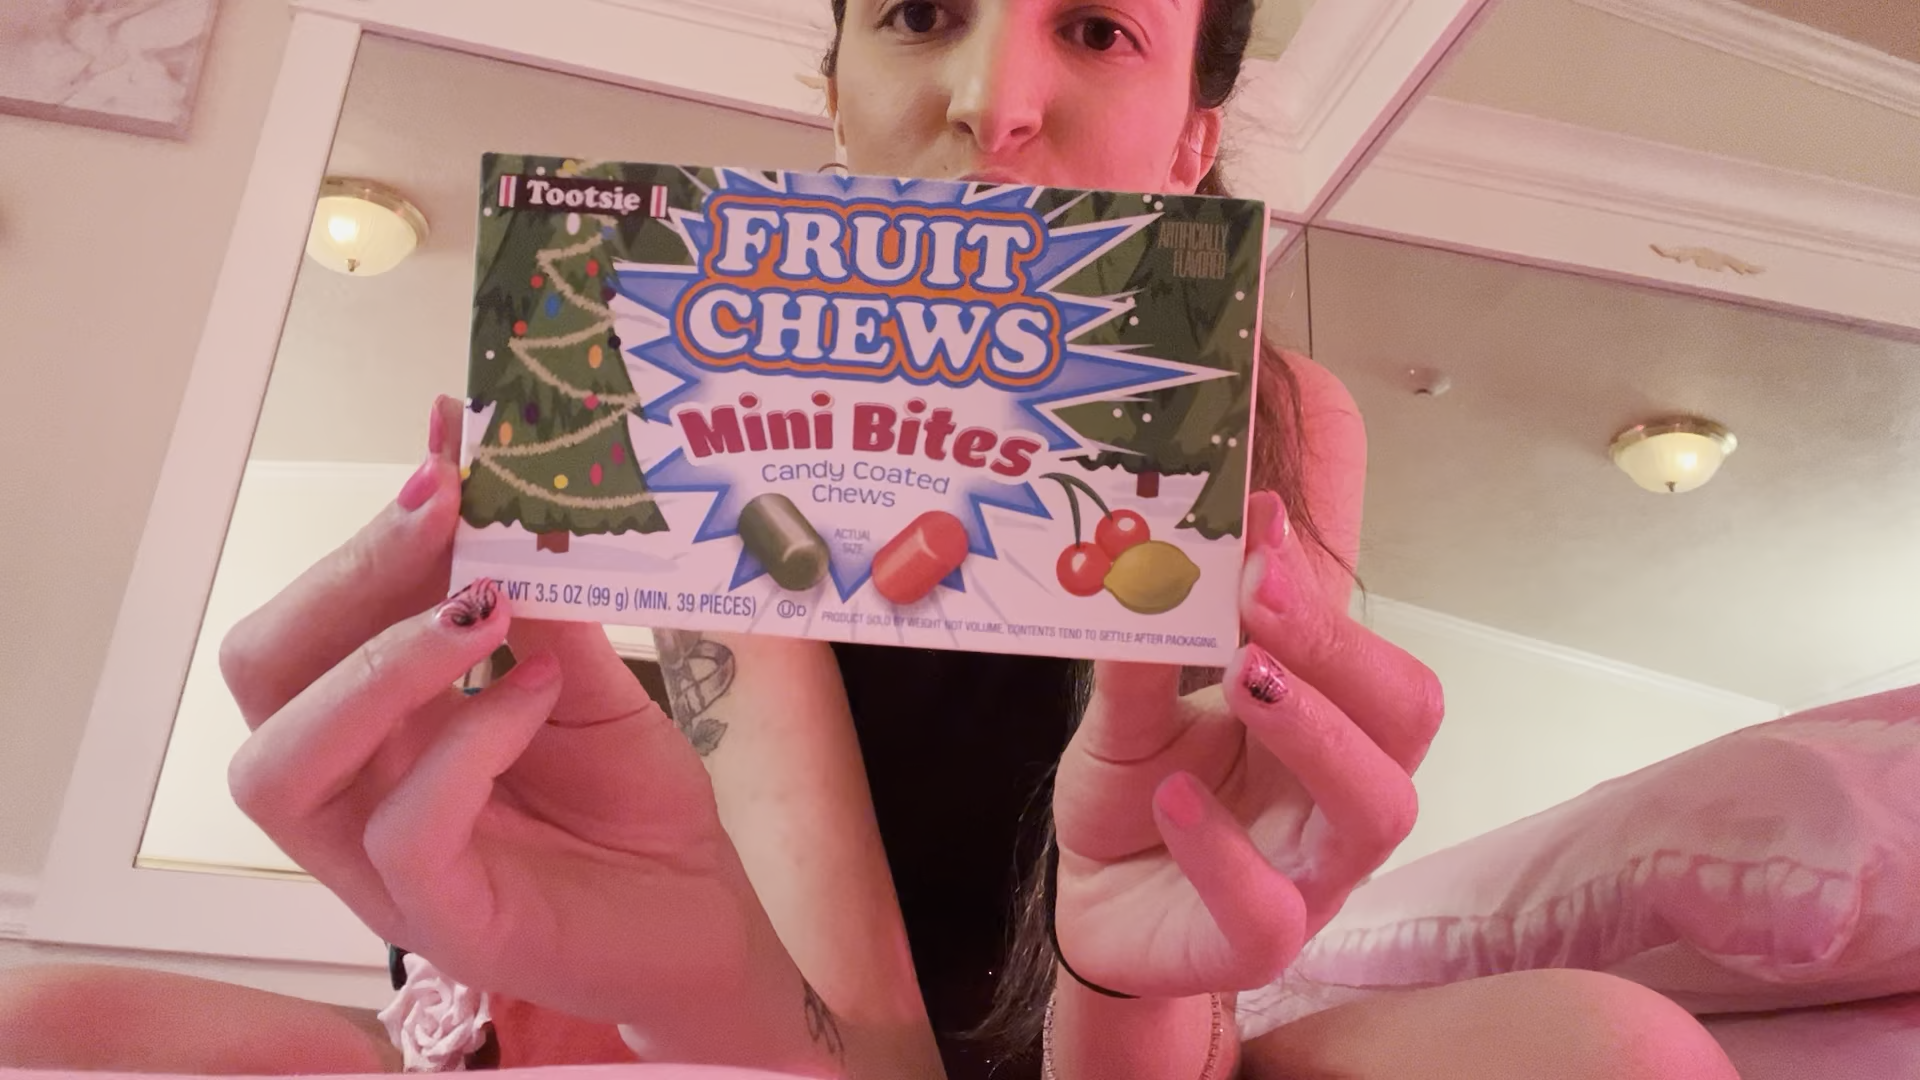 Tootsie
FRUIT
CHEWS
ARTIFICIALLY
FLAVORED
Mini Bites
Candy Coated
Chews
ACTUAL
SIZE
WT 3.5 OZ (99 g) (MIN. 39 PIECES)
UD
PRODUCT SOLD BY WEIGHT NOT VOLUME, CONTENTS TEND TO SETTLE AFTER PACKAGING.